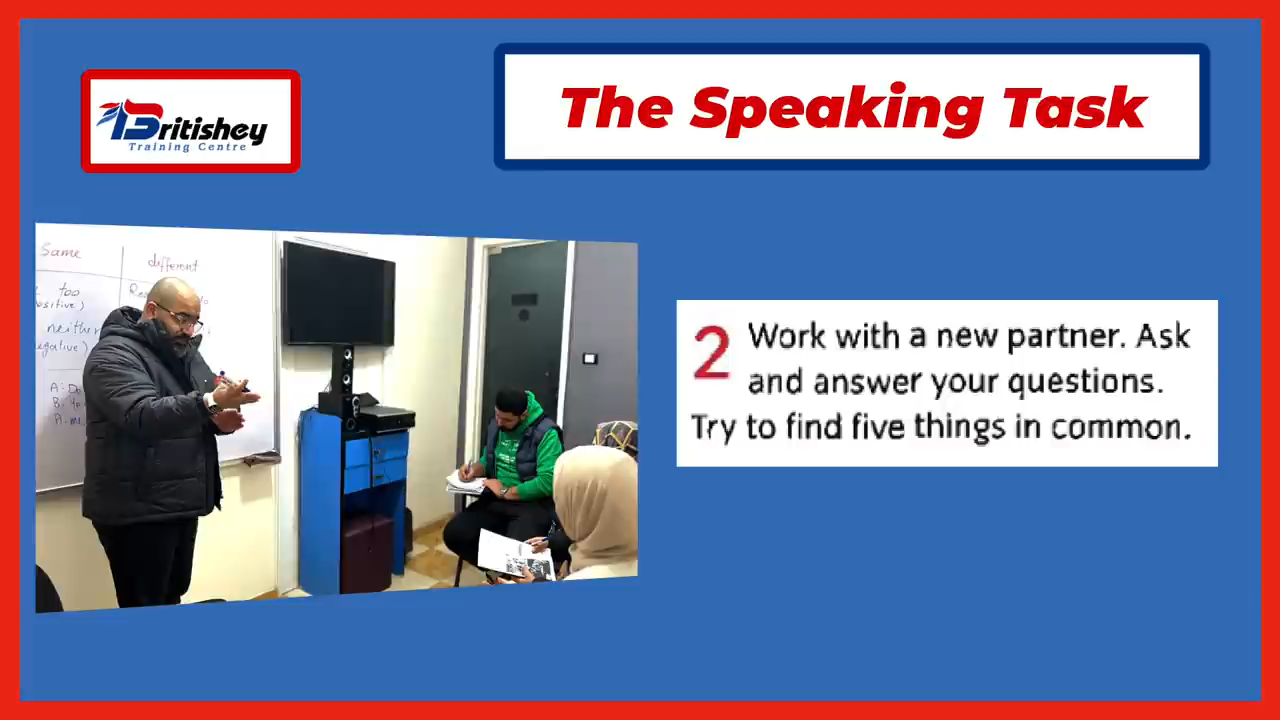 Britishey
Training Centre
The Speaking Task
Same
different
too
neither
2 Work with a new partner. Ask
and answer your questions.
Try to find five things in common.